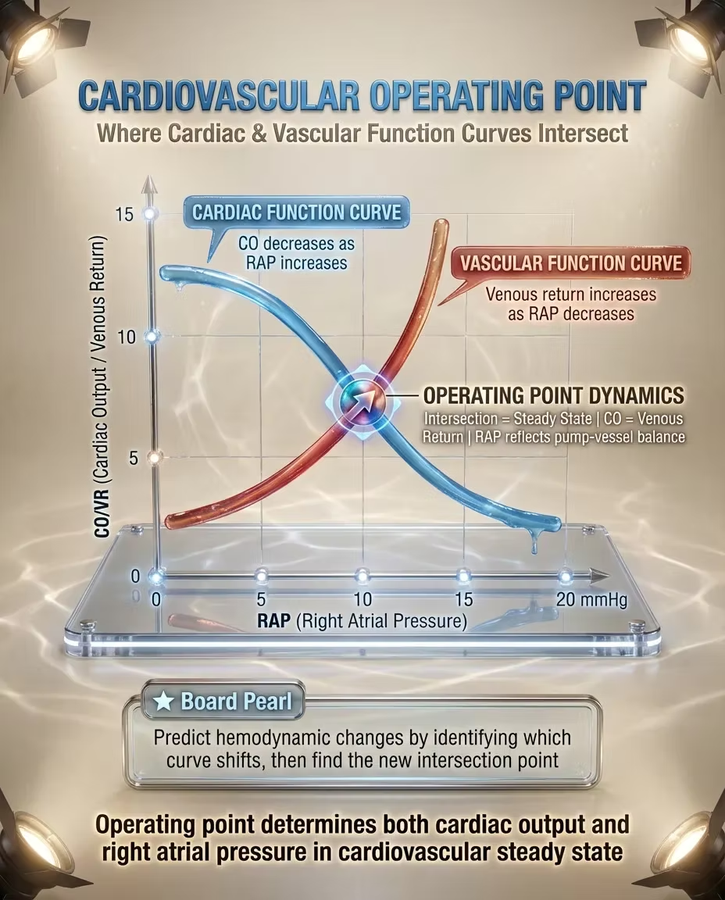 CARDIOVASCULAR OPERATING POINT
Where Cardiac & Vascular Function Curves Intersect
CO/VR (Cardiac Output / Venous Return)
15
10
5
0
CARDIAC FUNCTION CURVE
CO decreases as
RAP increases
VASCULAR FUNCTION CURVE
Venous return increases
as RAP decreases
OPERATING POINT DYNAMICS
Intersection = Steady State | CO = Venous
Return | RAP reflects pump-vessel balance
0 5 10 15 20 mmHg
RAP (Right Atrial Pressure)
Board Pearl
Predict hemodynamic changes by identifying which
curve shifts, then find the new intersection point
Operating point determines both cardiac output and
right atrial pressure in cardiovascular steady state